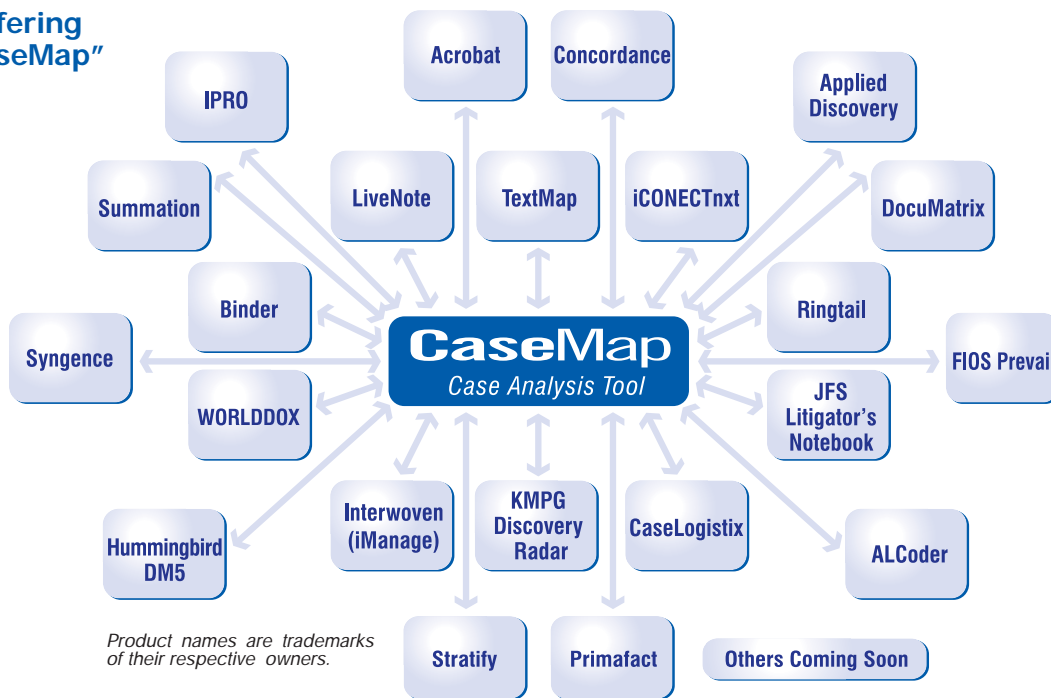 fering
seMap”
Acrobat
Concordance
IPRO
Applied
Discovery
LiveNote
TextMap
iCONECTnxt
Summation
DocuMatrix
Binder
Ringtail
CaseMap
Case Analysis Tool
Syngence
FIOS Prevail
WORLDDOX
JFS
Litigator’s
Notebook
Interwoven
(iManage)
KMPG
Discovery
Radar
CaseLogistix
Hummingbird
DM5
ALCoder
Product names are trademarks
of their respective owners.
Stratify
Primafact
Others Coming Soon